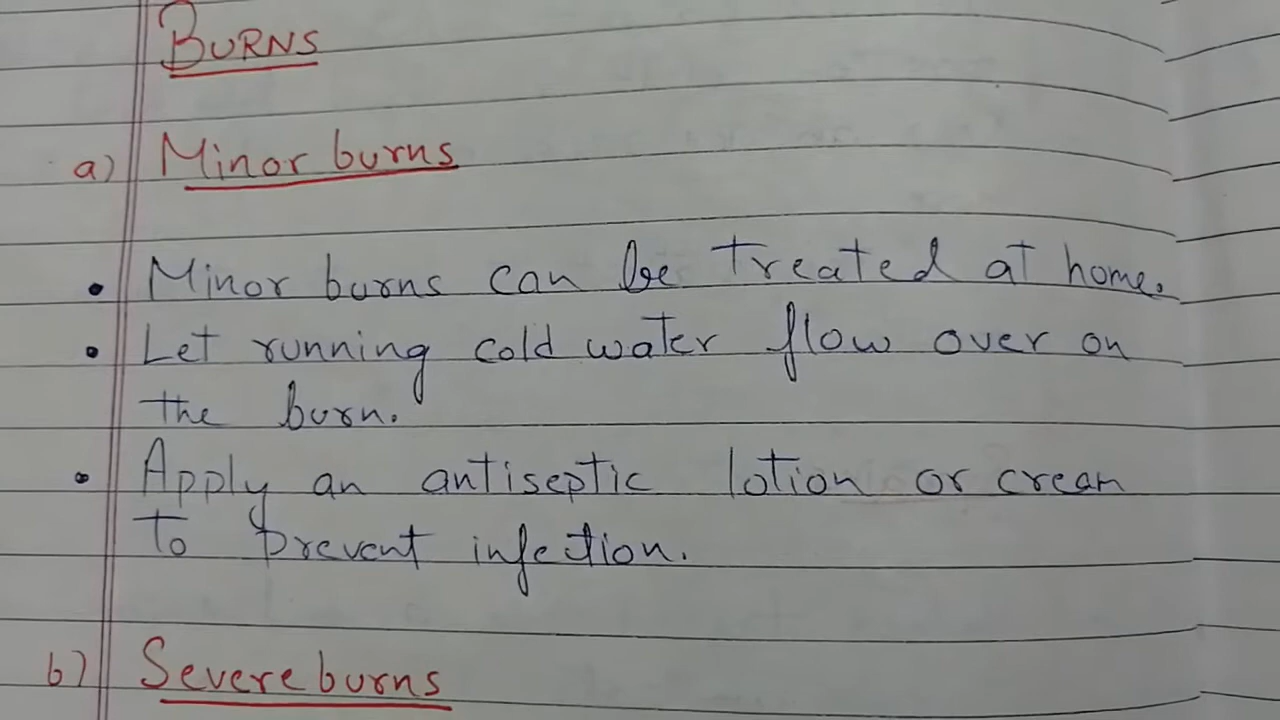 BURNS
a) Minor burns
• Minor burns can be treated at home.
• Let running cold water flow over on
the burn.
• Apply an antiseptic lotion or cream
To prevent infection.
b) Severe burns